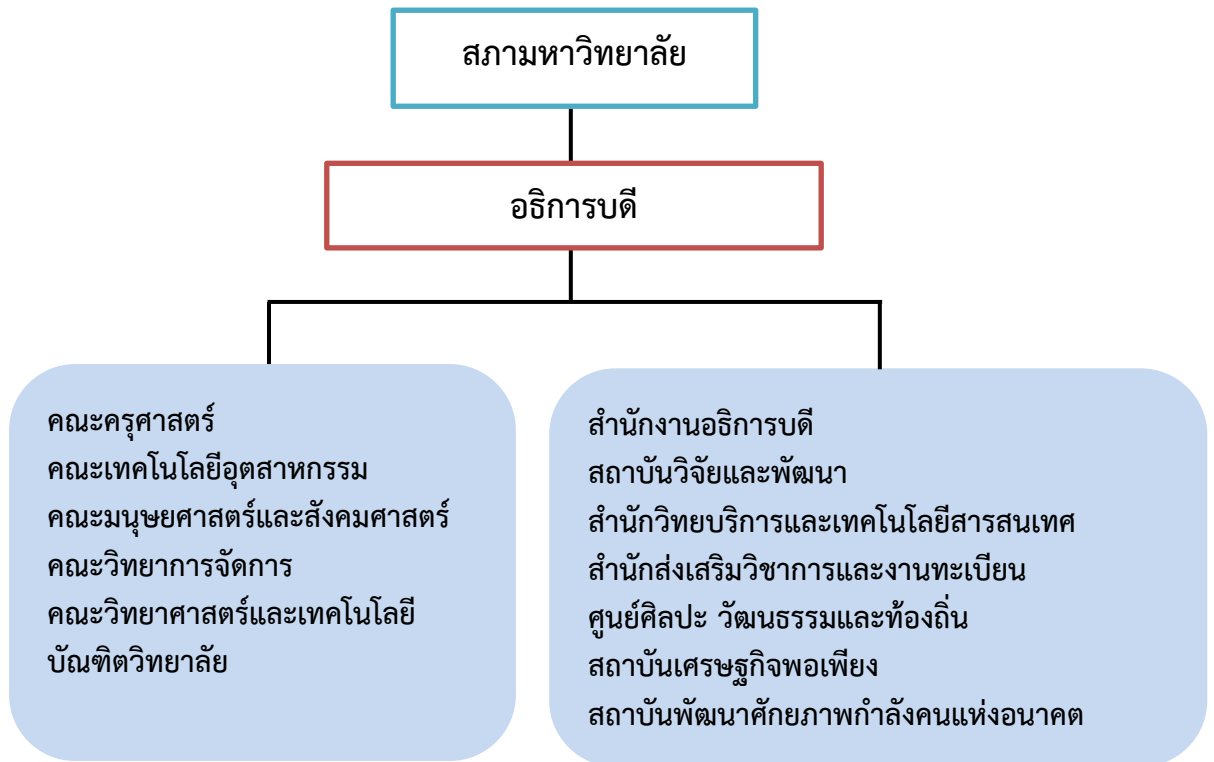 สภามหาวิทยาลัย
อธิการบดี
คณะครุศาสตร์
คณะเทคโนโลยีอุตสาหกรรม
คณะมนุษยศาสตร์และสังคมศาสตร์
คณะวิทยาการจัดการ
คณะวิทยาศาสตร์และเทคโนโลยี
บัณฑิตวิทยาลัย
สำนักงานอธิการบดี
สถาบันวิจัยและพัฒนา
สำนักวิทยบริการและเทคโนโลยีสารสนเทศ
สำนักส่งเสริมวิชาการและงานทะเบียน
ศูนย์ศิลปะ วัฒนธรรมและท้องถิ่น
สถาบันเศรษฐกิจพอเพียง
สถาบันพัฒนาศักยภาพกำลังคนแห่งอนาคต